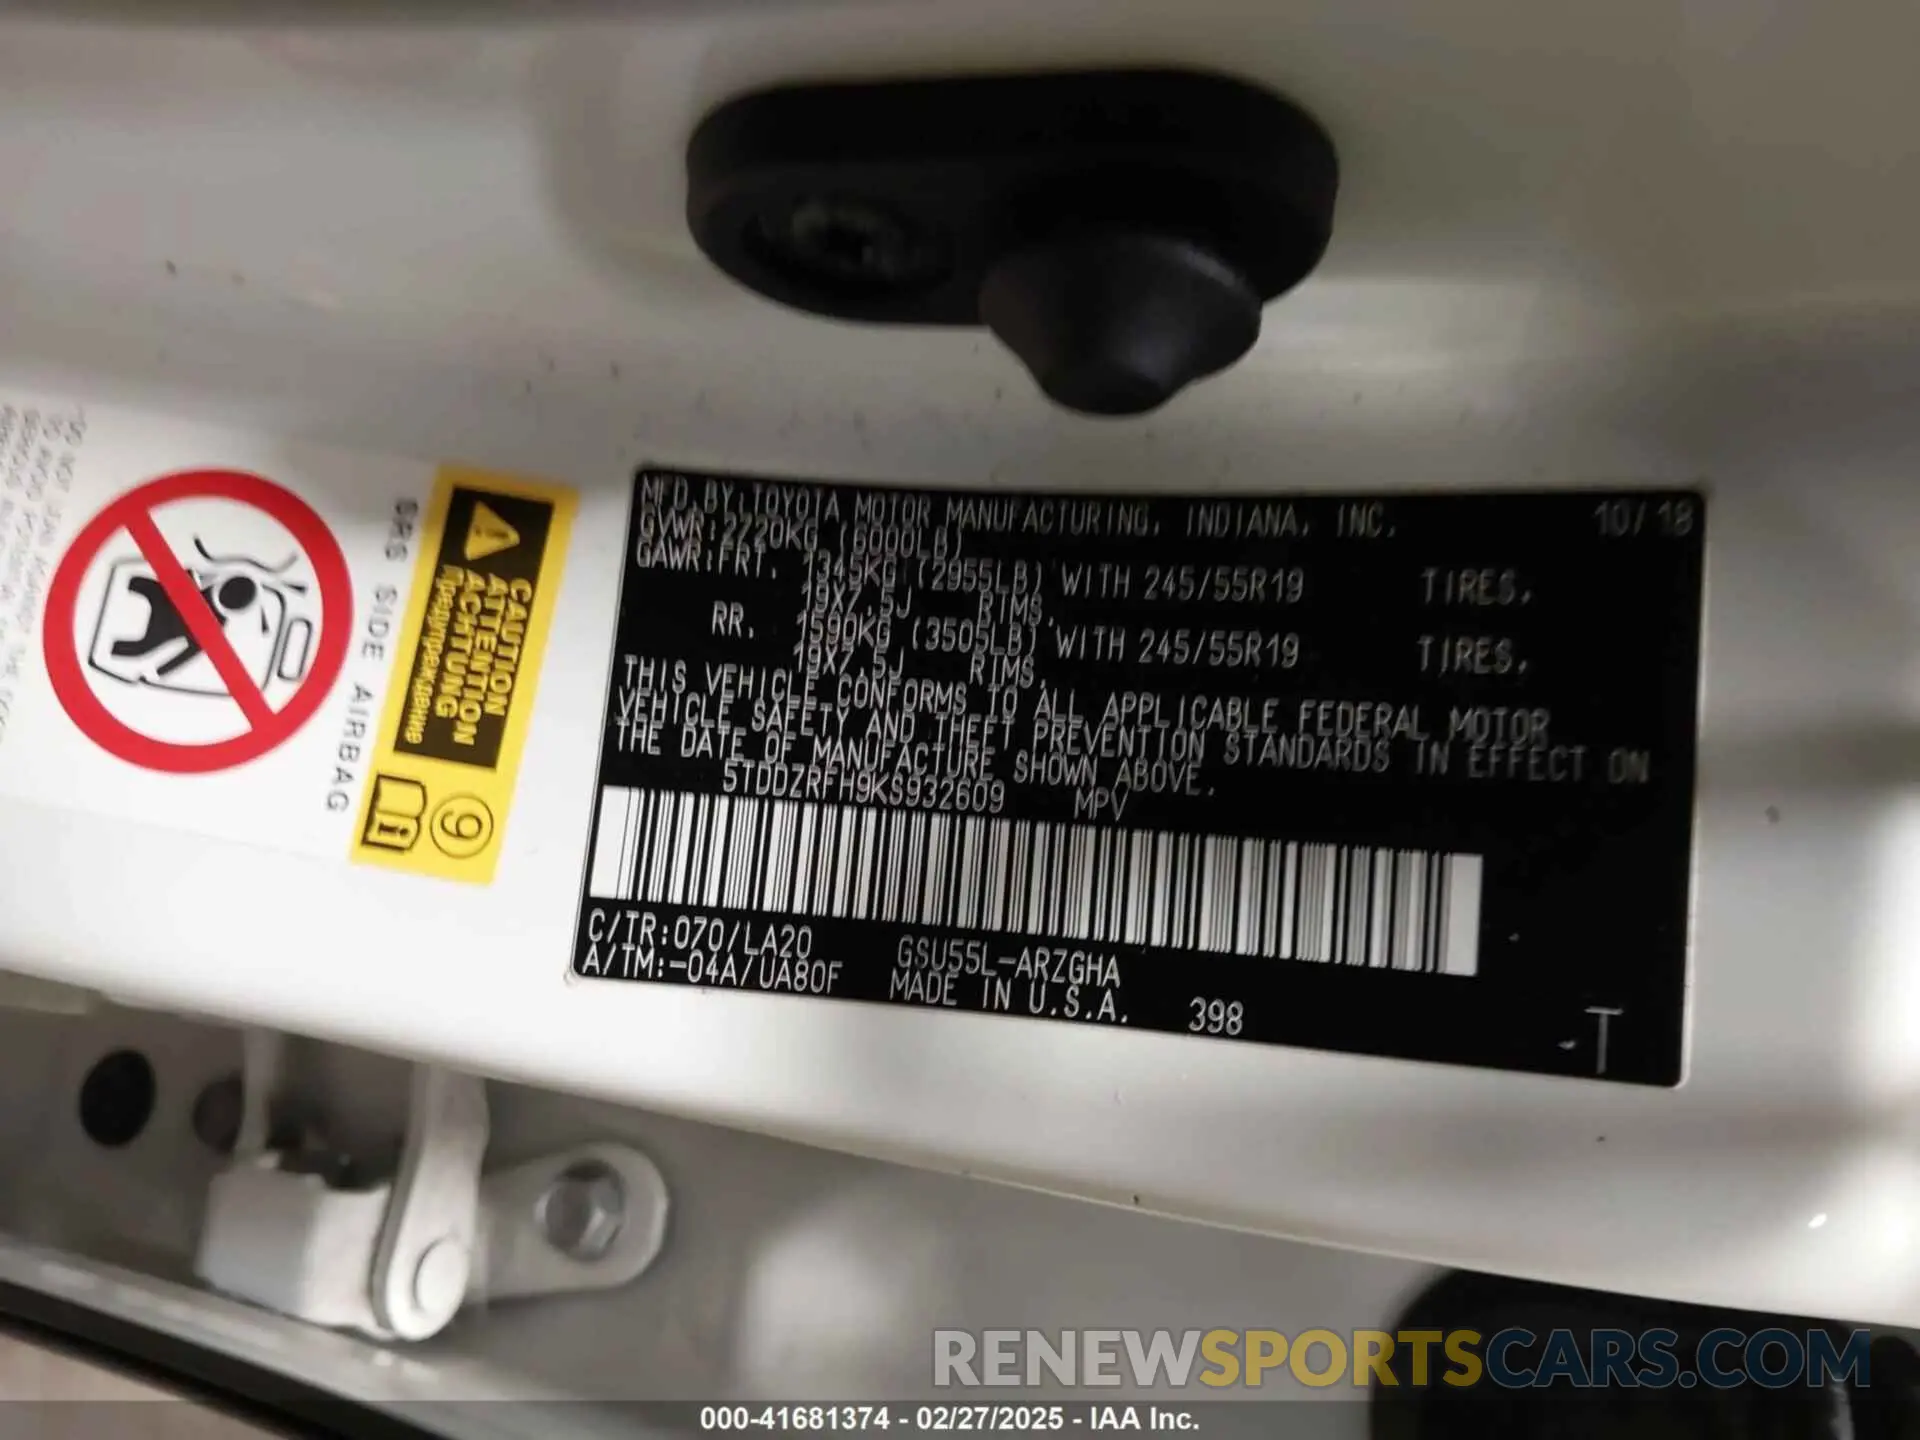 MFD. BY: TOYOTA MOTOR MANUFACTURING, INDIANA, INC. 10/18
GVWR: 2720KG (6000LB)
GAWR: FRT. 1345KG (2955LB) WITH 245/55R19 TIRES,
19X7.5J RIMS,
RR. 1590KG (3505LB) WITH 245/55R19 TIRES,
19X7.5J RIMS,
THIS VEHICLE CONFORMS TO ALL APPLICABLE FEDERAL MOTOR
VEHICLE SAFETY AND THEFT PREVENTION STANDARDS IN EFFECT ON
THE DATE OF MANUFACTURE SHOWN ABOVE.
5TDDZRFH9KS932609 MPV
C/TR:070/LA20 GSU55L-ARZGHA
A/TM:-04A/UA80F MADE IN U.S.A. 398
T
CAUTION
ATTENTION
ACHTUNG
Предупреждение
9
SRS SIDE AIRBAG
RENEWSPORTSCARS.COM
000-41681374 - 02/27/2025 - IAA Inc.